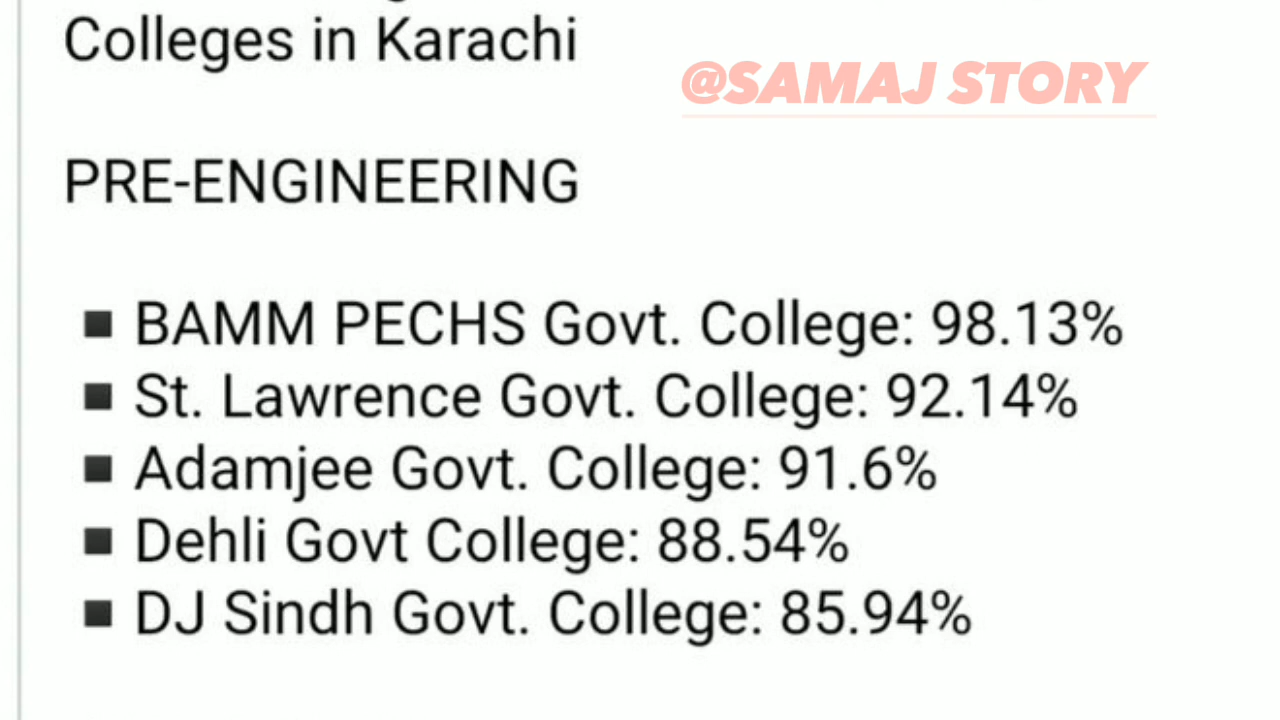 Colleges in Karachi
@SAMAJ STORY
PRE-ENGINEERING
▪ BAMM PECHS Govt. College: 98.13%
▪ St. Lawrence Govt. College: 92.14%
▪ Adamjee Govt. College: 91.6%
▪ Dehli Govt College: 88.54%
▪ DJ Sindh Govt. College: 85.94%